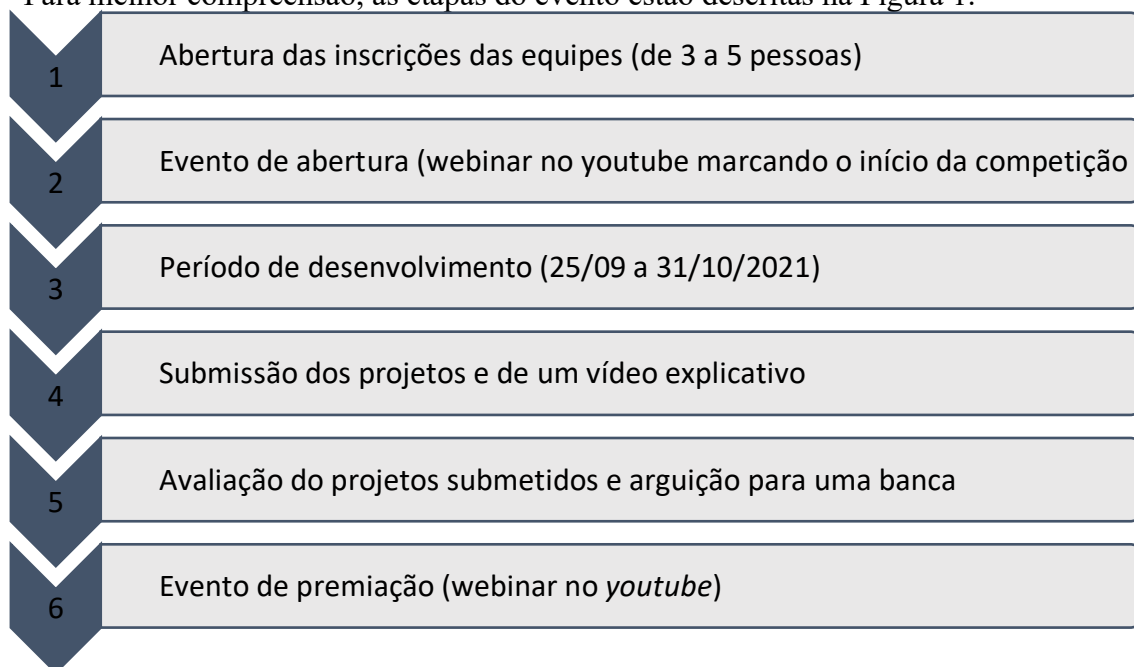 Para melhor compreensão, as etapas do evento estão descritas na Figura 1.
1
Abertura das inscrições das equipes (de 3 a 5 pessoas)
2
Evento de abertura (webinar no youtube marcando o início da competição
3
Período de desenvolvimento (25/09 a 31/10/2021)
4
Submissão dos projetos e de um vídeo explicativo
5
Avaliação do projetos submetidos e arguição para uma banca
6
Evento de premiação (webinar no youtube)